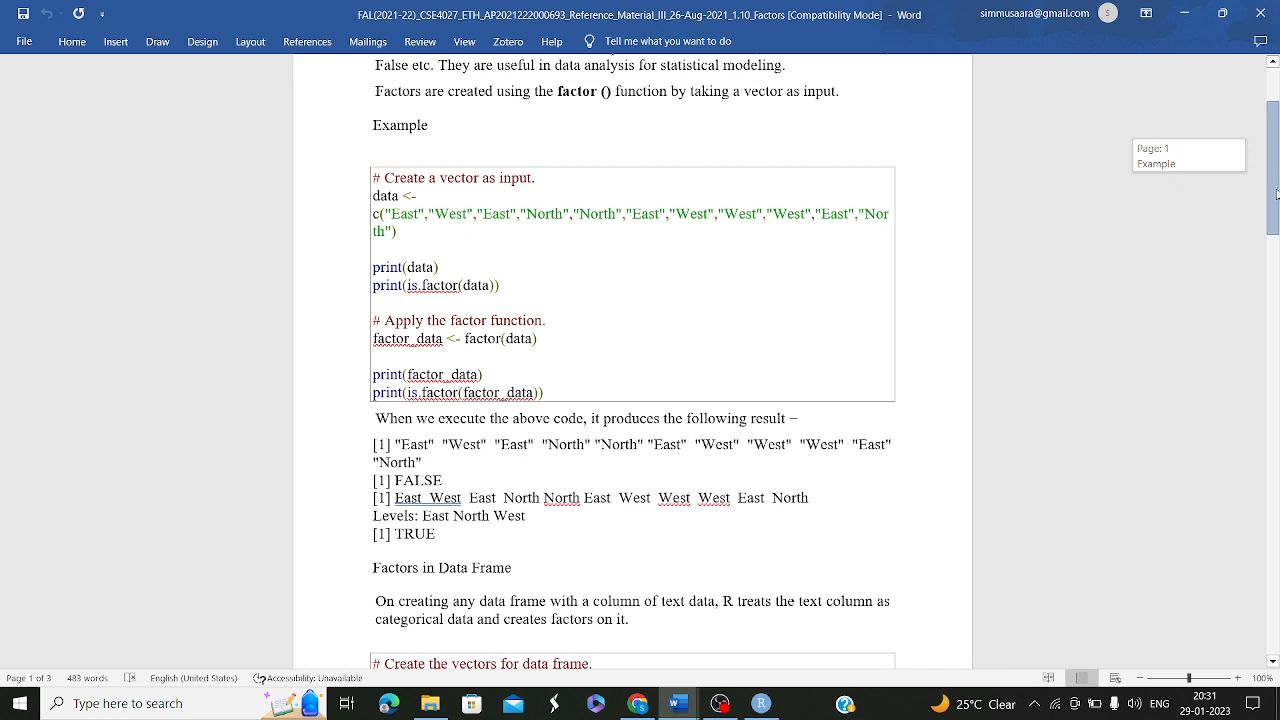 FAL(2021-22)_CSE4027_ETH_AP2021222000693_Reference_Material_III_26-Aug-2021_1.10_Factors [Compatibility Mode] - Word
simmusaara@gmail.com
S
File Home Insert Draw Design Layout References Mailings Review View Zotero Help Tell me what you want to do
False etc. They are useful in data analysis for statistical modeling.
Factors are created using the factor () function by taking a vector as input.
Example
Page: 1
Example
# Create a vector as input.
data <-
c("East","West","East","North","North","East","West","West","West","East","Nor
th")
print(data)
print(is.factor(data))
# Apply the factor function.
factor_data <- factor(data)
print(factor_data)
print(is.factor(factor_data))
When we execute the above code, it produces the following result −
[1] "East" "West" "East" "North" "North" "East" "West" "West" "West" "East"
"North"
[1] FALSE
[1] East West East North North East West West West East North
Levels: East North West
[1] TRUE
Factors in Data Frame
On creating any data frame with a column of text data, R treats the text column as
categorical data and creates factors on it.
# Create the vectors for data frame.
Page 1 of 3 483 words English (United States) Accessibility: Unavailable 100%
Type here to search
25°C Clear ENG
20:31
29-01-2023